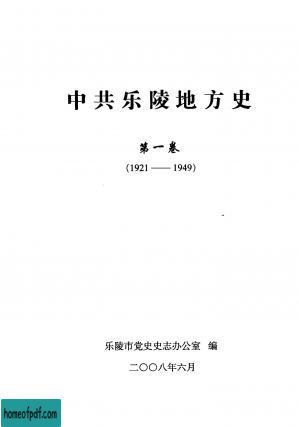 中共乐陵地方史
第一卷
(1921——1949)
乐陵市党史史志办公室 编
二〇〇八年六月
homeofpdf.com